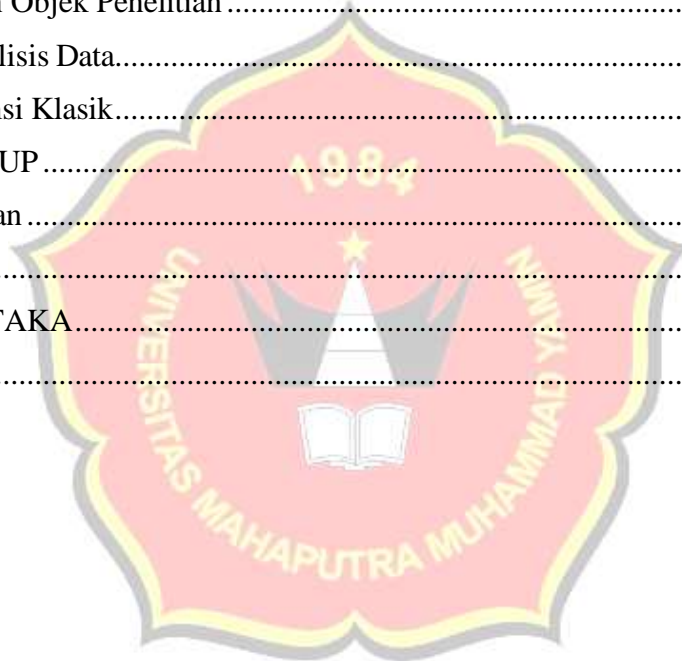 Objek Penelitian ........................................
lisis Data........................................
si Klasik........................................
UP ........................................
an ........................................
........................................
TAKA........................................
........................................
1984
UNIVERSITAS MAHAPUTRA MUHAMMAD YAMIN